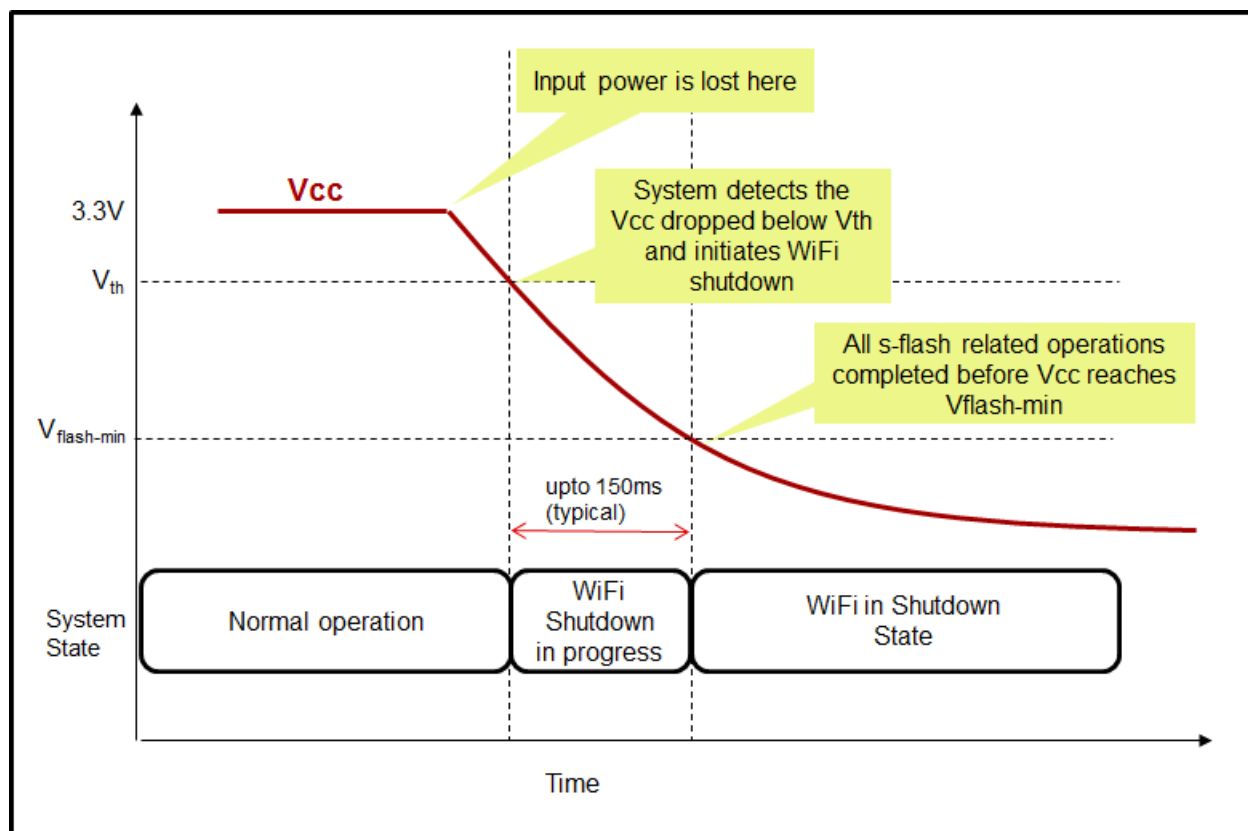 Input power is lost here
Vcc
3.3V
System detects the
Vcc dropped below Vth
and initiates WiFi
shutdown
Vth
All s-flash related operations
completed before Vcc reaches
Vflash-min
Vflash-min
upto 150ms
(typical)
System
State
Normal operation
WiFi
Shutdown
in progress
WiFi in Shutdown
State
Time